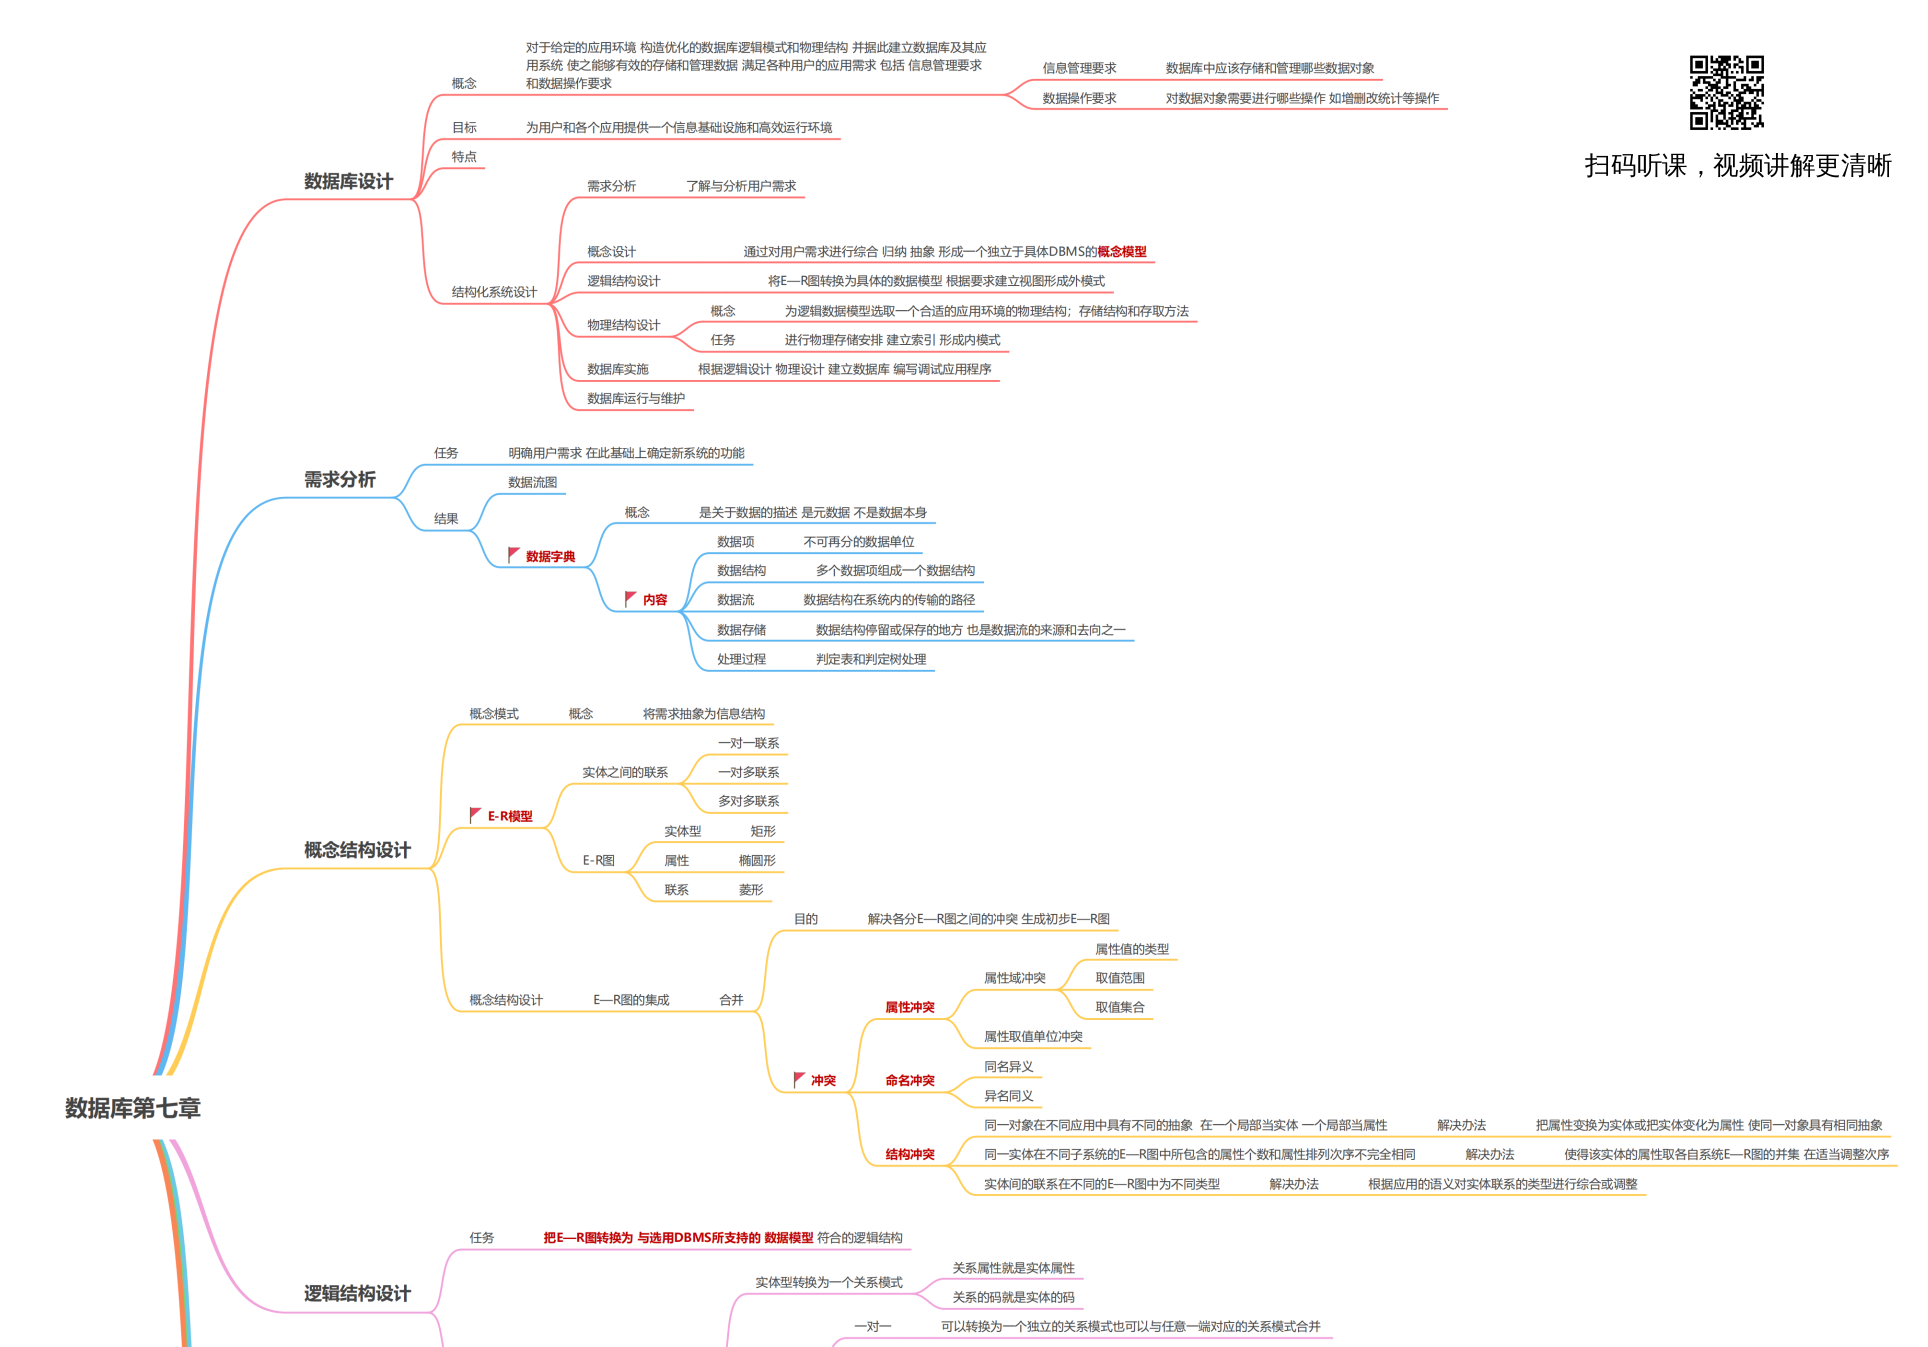 扫码听课，视频讲解更清晰
数据库第七章
数据库设计
概念
对于给定的应用环境 构造优化的数据库逻辑模式和物理结构 并据此建立数据库及其应
用系统 使之能够有效的存储和管理数据 满足各种用户的应用需求 包括 信息管理要求
和数据操作要求
信息管理要求
数据库中应该存储和管理哪些数据对象
数据操作要求
对数据对象需要进行哪些操作 如增删改统计等操作
目标
为用户和各个应用提供一个信息基础设施和高效运行环境
特点
结构化系统设计
需求分析
了解与分析用户需求
概念设计
通过对用户需求进行综合 归纳 抽象 形成一个独立于具体DBMS的概念模型
逻辑结构设计
将E—R图转换为具体的数据模型 根据要求建立视图形成外模式
物理结构设计
概念
为逻辑数据模型选取一个合适的应用环境的物理结构；存储结构和存取方法
任务
进行物理存储安排 建立索引 形成内模式
数据库实施
根据逻辑设计 物理设计 建立数据库 编写调试应用程序
数据库运行与维护
需求分析
任务
明确用户需求 在此基础上确定新系统的功能
结果
数据流图
数据字典
概念
是关于数据的描述 是元数据 不是数据本身
内容
数据项
不可再分的数据单位
数据结构
多个数据项组成一个数据结构
数据流
数据结构在系统内的传输的路径
数据存储
数据结构停留或保存的地方 也是数据流的来源和去向之一
处理过程
判定表和判定树处理
概念结构设计
概念模式
概念
将需求抽象为信息结构
E-R模型
实体之间的联系
一对一联系
一对多联系
多对多联系
E-R图
实体型
矩形
属性
椭圆形
联系
菱形
概念结构设计
E—R图的集成
合并
目的
解决各分E—R图之间的冲突 生成初步E—R图
冲突
属性冲突
属性域冲突
属性值的类型
取值范围
取值集合
属性取值单位冲突
命名冲突
同名异义
异名同义
结构冲突
同一对象在不同应用中具有不同的抽象 在一个局部当实体 一个局部当属性
解决办法
把属性变换为实体或把实体变化为属性 使同一对象具有相同抽象
同一实体在不同子系统的E—R图中所包含的属性个数和属性排列次序不完全相同
解决办法
使得该实体的属性取各自系统E—R图的并集 在适当调整次序
实体间的联系在不同的E—R图中为不同类型
解决办法
根据应用的语义对实体联系的类型进行综合或调整
逻辑结构设计
任务
把E—R图转换为 与选用DBMS所支持的 数据模型 符合的逻辑结构
实体型转换为一个关系模式
关系属性就是实体属性
关系的码就是实体的码
一对一
可以转换为一个独立的关系模式也可以与任意一端对应的关系模式合并